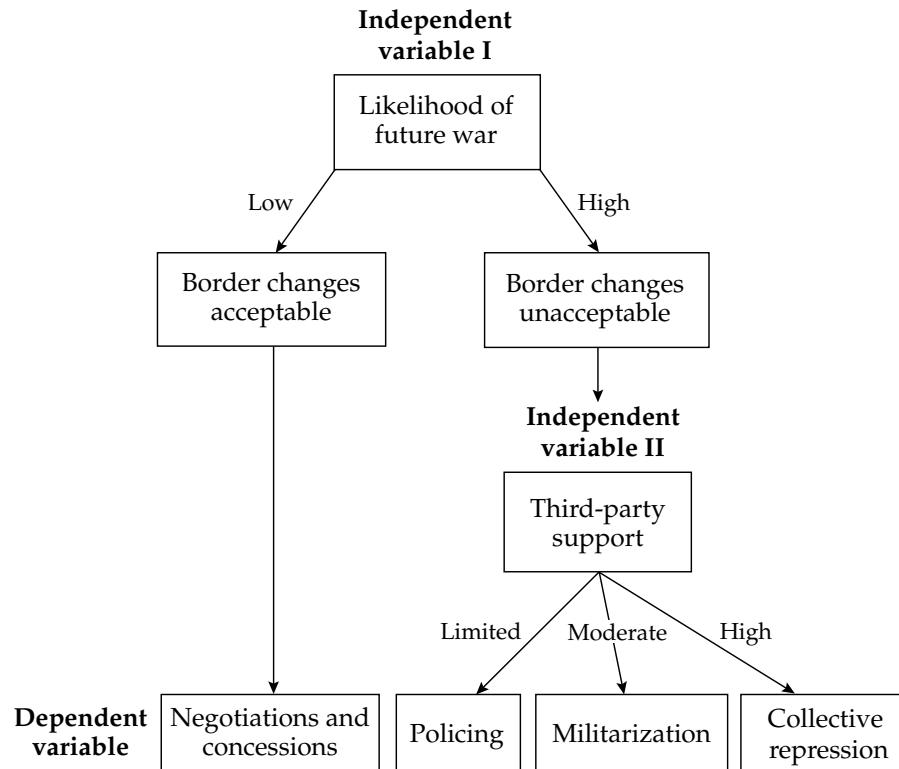 Independent
variable I
Likelihood of
future war
Low
High
Border changes
acceptable
Border changes
unacceptable
Independent
variable II
Third-party
support
Limited
Moderate
High
Dependent
variable
Negotiations and
concessions
Policing
Militarization
Collective
repression